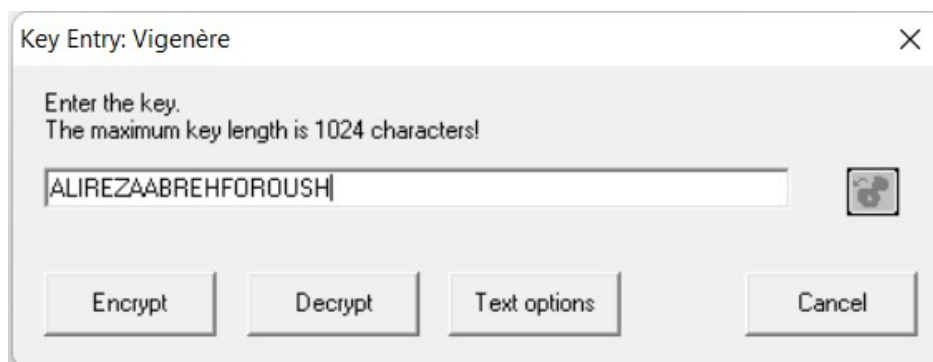 Key Entry: Vigenère
Enter the key.
The maximum key length is 1024 characters!
ALIREZAABREHFOROUSH
Encrypt Decrypt Text options Cancel